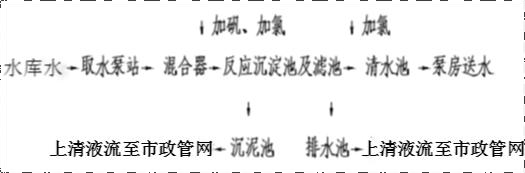 ↓加矾、加氯 ↓加氯
水库水→取水泵站→混合器→反应沉淀池及滤池→清水池→泵房送水
↓ ↓
上清液流至市政管网←沉泥池 排水池→上清液流至市政管网